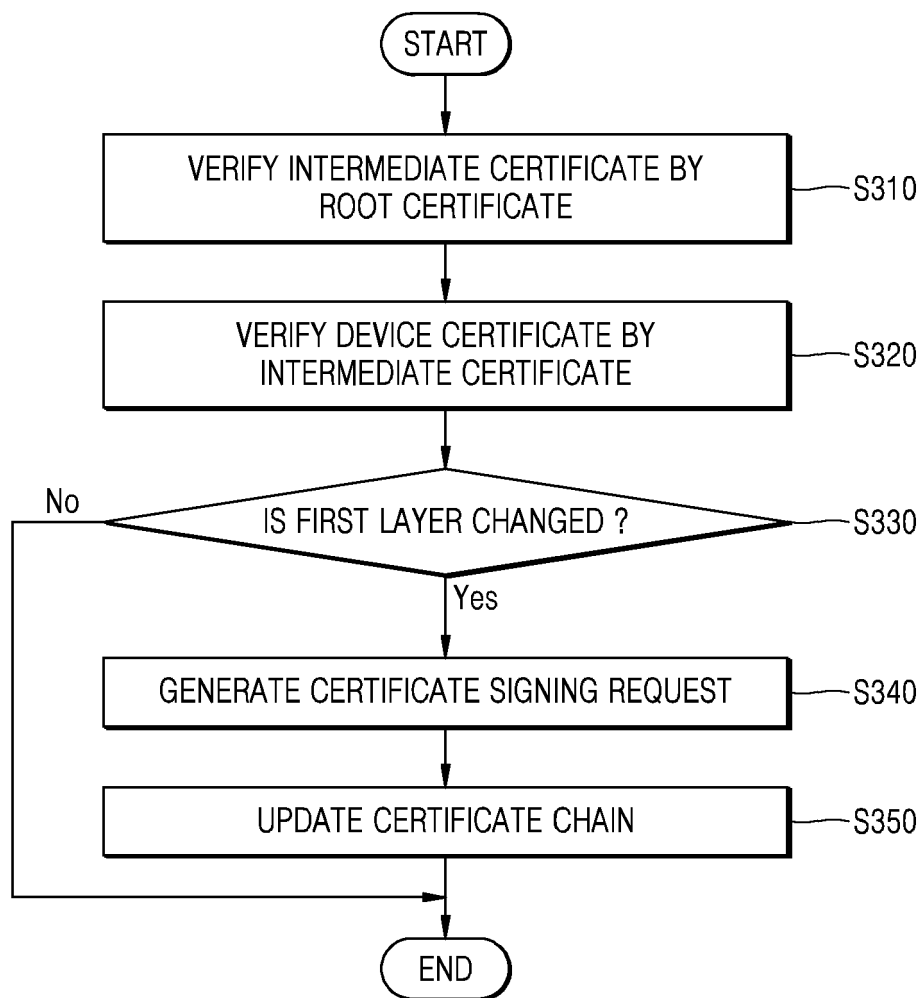 START
VERIFY INTERMEDIATE CERTIFICATE BY
ROOT CERTIFICATE
S310
VERIFY DEVICE CERTIFICATE BY
INTERMEDIATE CERTIFICATE
S320
No
IS FIRST LAYER CHANGED ?
S330
Yes
GENERATE CERTIFICATE SIGNING REQUEST
S340
UPDATE CERTIFICATE CHAIN
S350
END